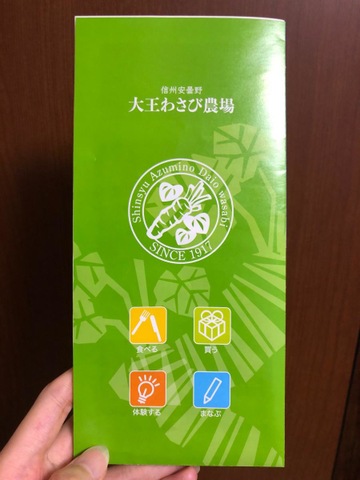 信州安曇野
大王わさび農場
Shinsyu Azumino Daio wasabi
SINCE 1917
食べる
買う
体験する
まなぶ